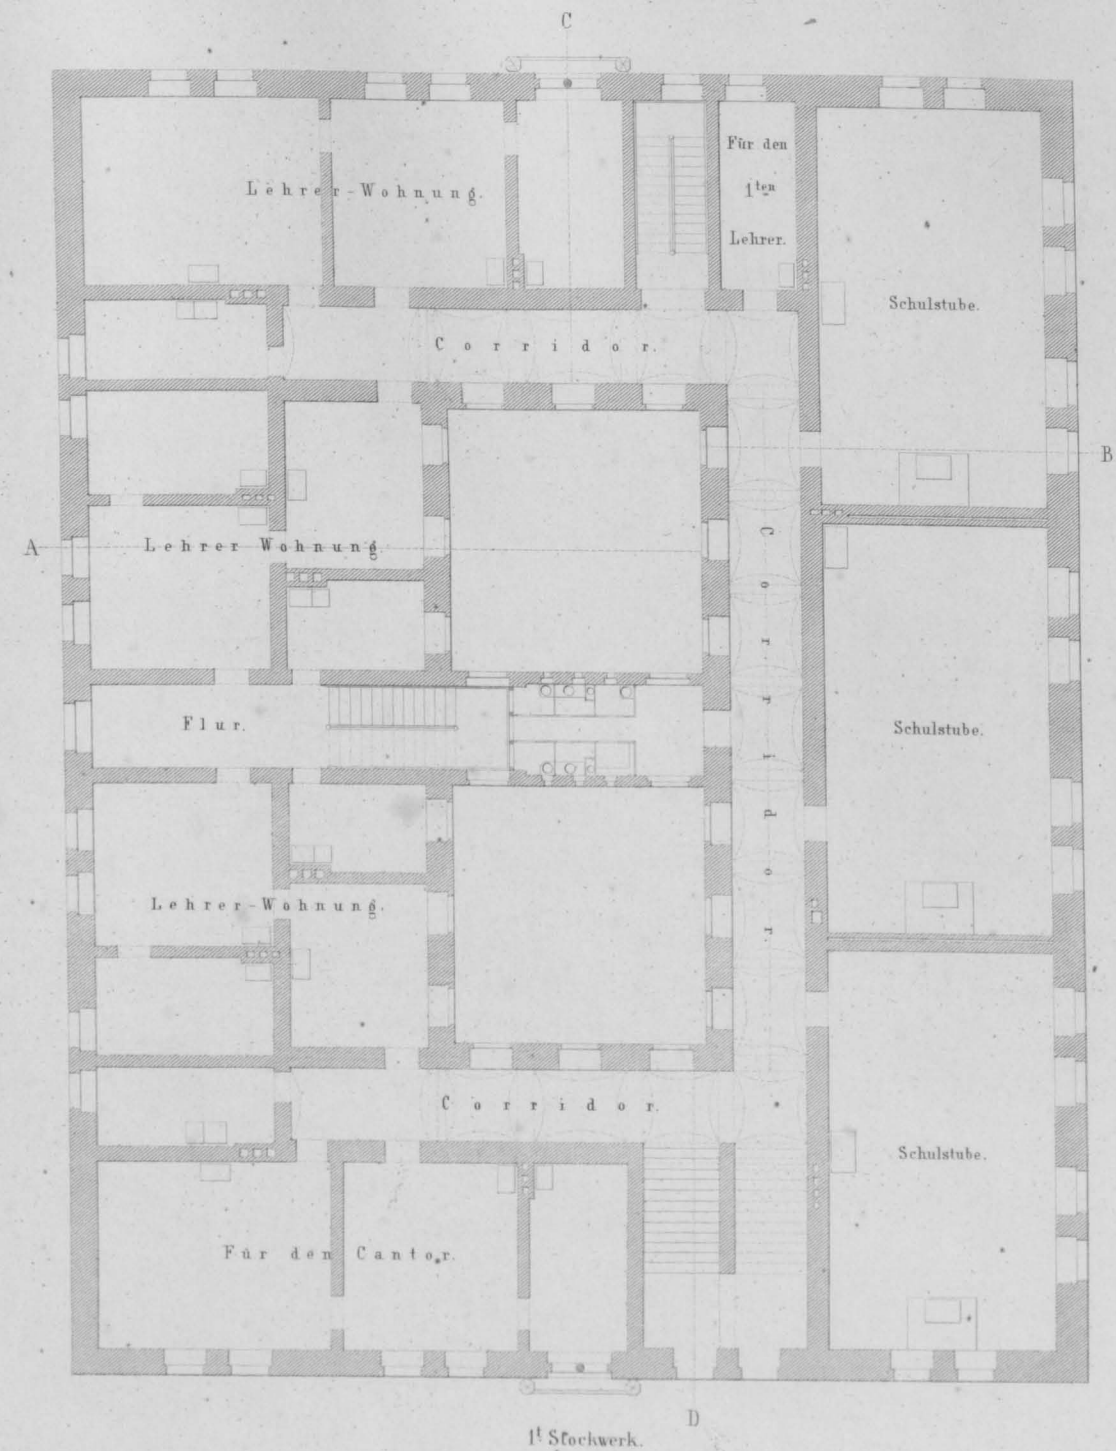 C
Für den
1ten
Lehrer.
Lehrer-Wohnung.
Schulstube.
Corridor.
B
A
Lehrer Wohnung
Corridor.
Flur.
Schulstube.
Lehrer-Wohnung.
Corridor.
Schulstube.
Für den Cantor.
D
1t Stockwerk.